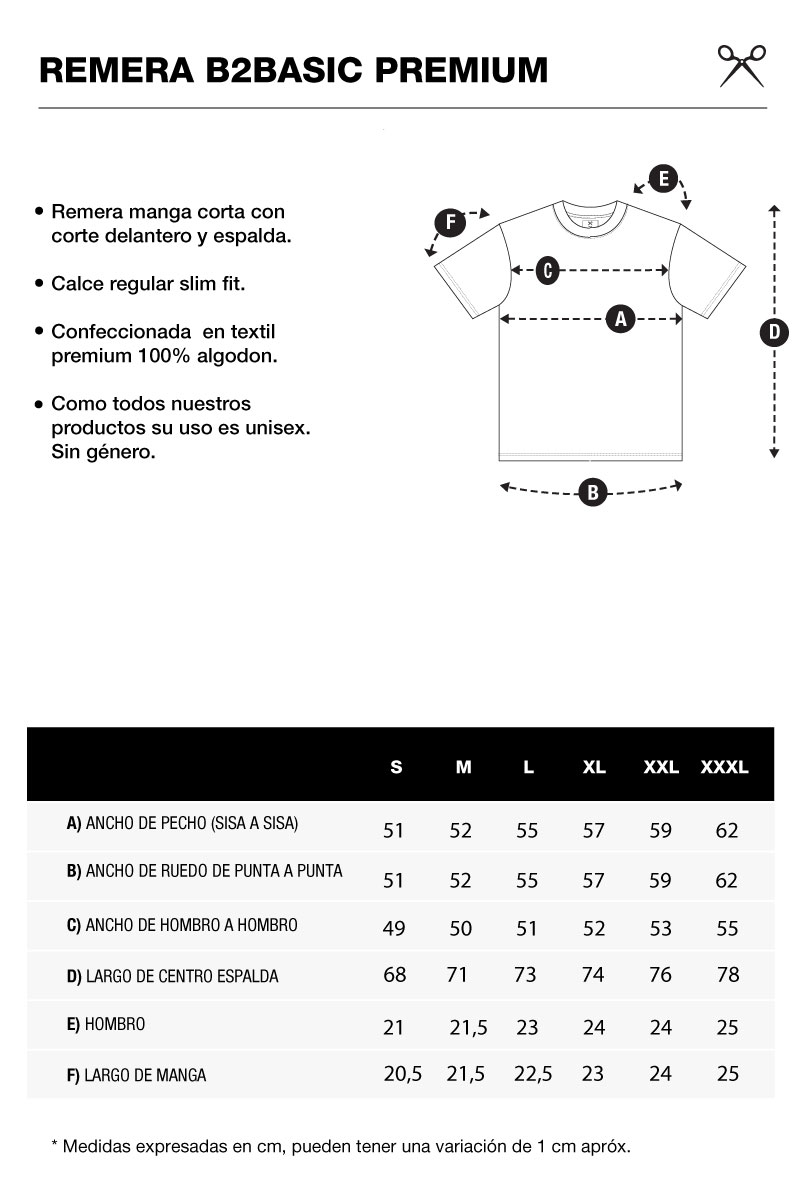 REMERA B2BASIC PREMIUM
• Remera manga corta con
corte delantero y espalda.
• Calce regular slim fit.
• Confeccionada  en textil
premium 100% algodon.
• Como todos nuestros
productos su uso es unisex.
Sin género.
E
F
C
A
D
B
S M L XL XXL XXXL
A) ANCHO DE PECHO (SISA A SISA) 51 52 55 57 59 62
B) ANCHO DE RUEDO DE PUNTA A PUNTA 51 52 55 57 59 62
C) ANCHO DE HOMBRO A HOMBRO 49 50 51 52 53 55
D) LARGO DE CENTRO ESPALDA 68 71 73 74 76 78
E) HOMBRO 21 21,5 23 24 24 25
F) LARGO DE MANGA 20,5 21,5 22,5 23 24 25
* Medidas expresadas en cm, pueden tener una variación de 1 cm apróx.